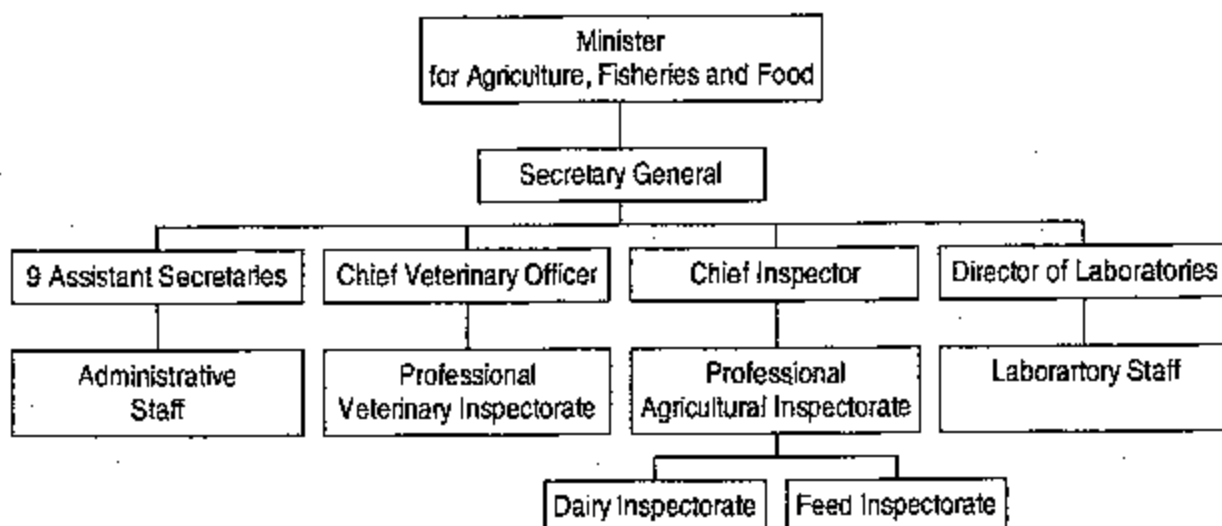 Minister
for Agriculture, Fisheries and Food
Secretary General
9 Assistant Secretaries
Chief Veterinary Officer
Chief Inspector
Director of Laboratories
Administrative
Staff
Professional
Veterinary Inspectorate
Professional
Agricultural Inspectorate
Laborartory Staff
Dairy Inspectorate
Feed Inspectorate